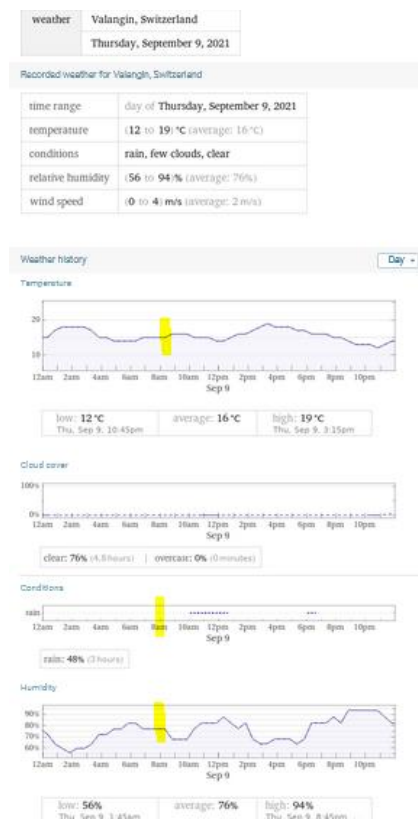 weather Valangin, Switzerland
Thursday, September 9, 2021
Recorded weather for Valangin, Switzerland
time range day of Thursday, September 9, 2021
temperature (12 to 19) °C (average: 16 °C)
conditions rain, few clouds, clear
relative humidity (56 to 94)% (average: 76%)
wind speed (0 to 4) m/s (average: 2 m/s)
Weather history Day
Temperature
20
10
12am 2am 4am 6am 8am 10am 12pm 2pm 4pm 6pm 8pm 10pm
Sep 9
low: 12 °C average: 16 °C high: 19 °C
Thu, Sep 9, 10:45pm Thu, Sep 9, 3:15pm
Cloud cover
100%
0%
12am 2am 4am 6am 8am 10am 12pm 2pm 4pm 6pm 8pm 10pm
Sep 9
clear: 76% (4.8 hours) | overcast: 0% (0 minutes)
Conditions
rain
12am 2am 4am 6am 8am 10am 12pm 2pm 4pm 6pm 8pm 10pm
Sep 9
rain: 48% (3 hours)
Humidity
90%
80%
70%
60%
12am 2am 4am 6am 8am 10am 12pm 2pm 4pm 6pm 8pm 10pm
Sep 9
low: 56% average: 76% high: 94%
Thu, Sep 9, 1:45am Thu, Sep 9, 8:45pm